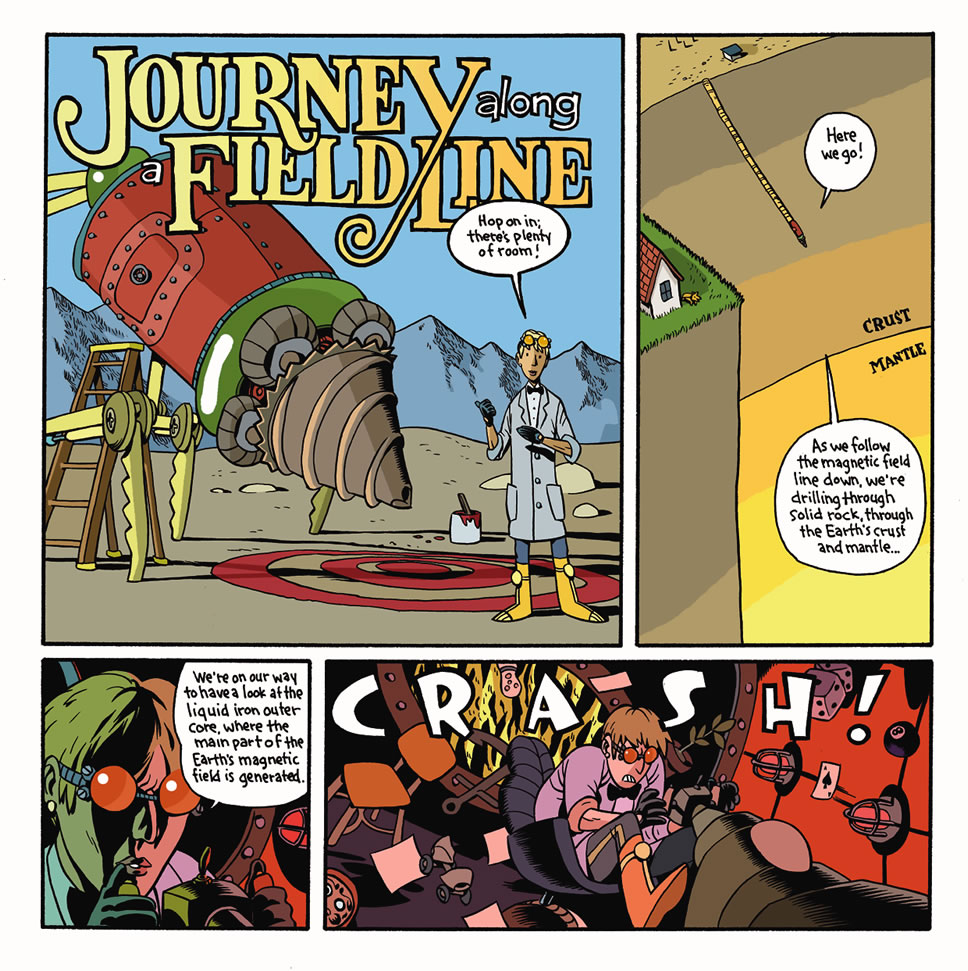 JOURNEY along
a FIELD LINE
Hop on in;
there's plenty
of room!
Here
we go!
CRUST
MANTLE
As we follow
the magnetic field
line down, we're
drilling through
solid rock, through
the Earth's crust
and mantle...
We're on our way
to have a look at the
liquid iron outer
core, where the
main part of the
Earth's magnetic
field is generated.
CRASH!